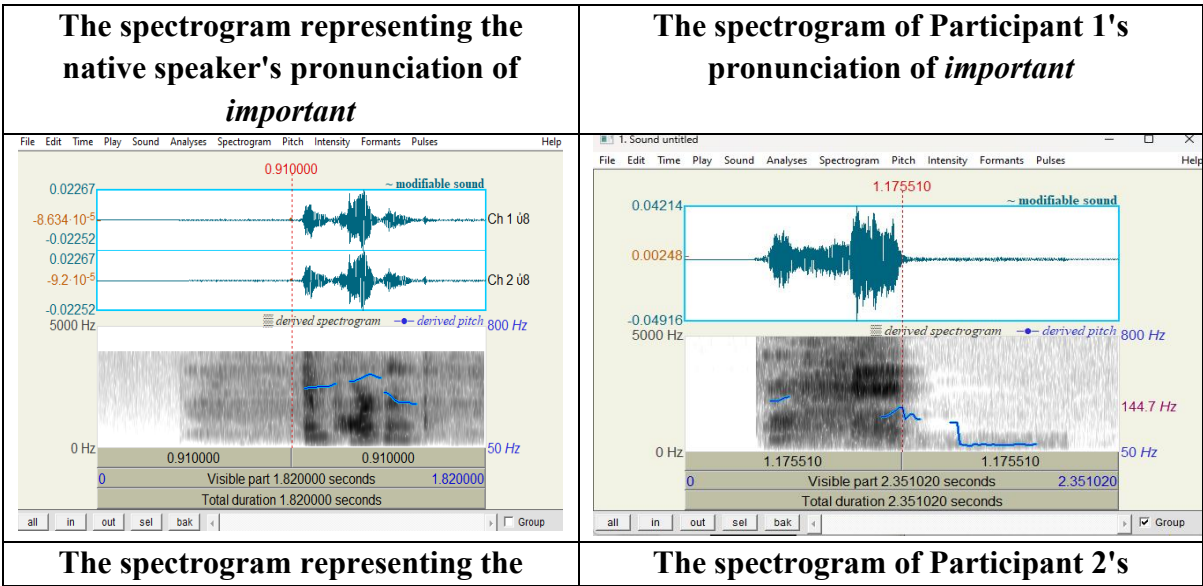 The spectrogram representing the
native speaker's pronunciation of
important
The spectrogram of Participant 1's
pronunciation of important
File Edit Time Play Sound Analyses Spectrogram Pitch Intensity Formants Pulses Help
0.910000
0.02267
~ modifiable sound
-8.634·10-5
Ch 1
-0.02252
0.02267
-9.2·10-5
Ch 2
-0.02252
5000 Hz
derived spectrogram
derived pitch
800 Hz
0 Hz
50 Hz
0.910000 0.910000
0 Visible part 1.820000 seconds 1.820000
Total duration 1.820000 seconds
all in out sel bak Group
1. Sound untitled
File Edit Time Play Sound Analyses Spectrogram Pitch Intensity Formants Pulses Help
1.175510
~ modifiable sound
0.04214
0.00248
-0.04916
5000 Hz
derived spectrogram
derived pitch
800 Hz
144.7 Hz
0 Hz
50 Hz
1.175510 1.175510
0 Visible part 2.351020 seconds 2.351020
Total duration 2.351020 seconds
all in out sel bak Group
The spectrogram representing the
The spectrogram of Participant 2's